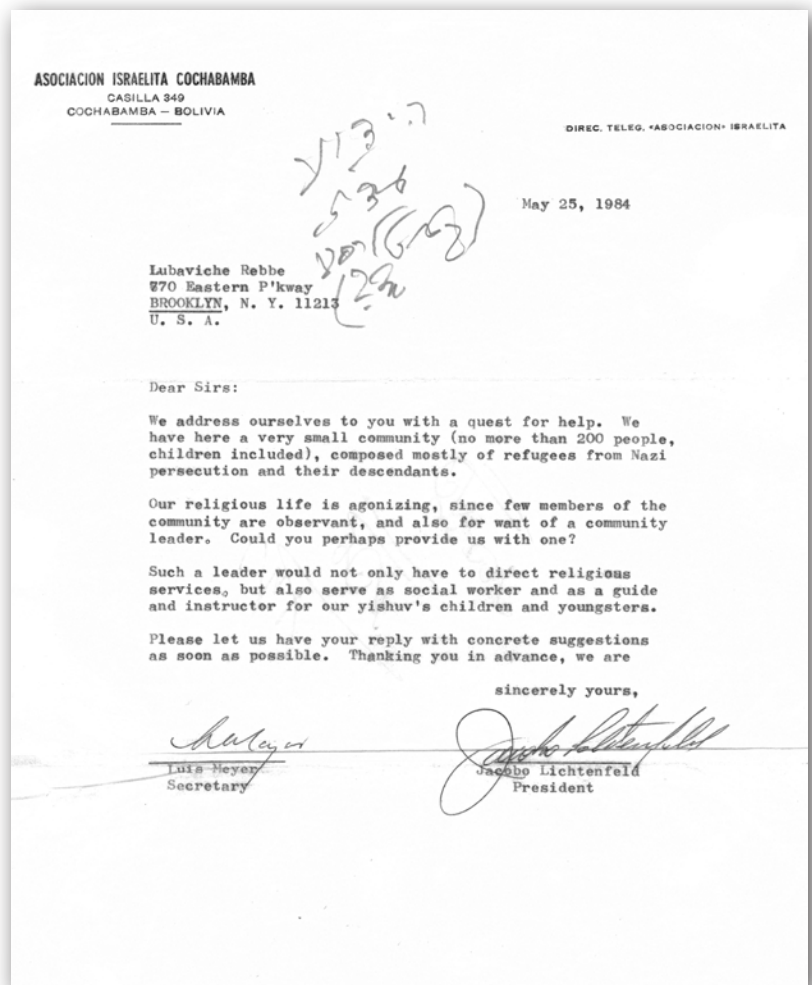 ASOCIACION ISRAELITA COCHABAMBA
CASILLA 349
COCHABAMBA — BOLIVIA
DIREC. TELEG. «ASOCIACION» ISRAELITA
May 25, 1984
Lubaviche Rebbe
770 Eastern P'kway
BROOKLYN, N. Y. 11213
U. S. A.
Dear Sirs:
We address ourselves to you with a quest for help. We
have here a very small community (no more than 200 people,
children included), composed mostly of refugees from Nazi
persecution and their descendants.
Our religious life is agonizing, since few members of the
community are observant, and also for want of a community
leader. Could you perhaps provide us with one?
Such a leader would not only have to direct religious
services, but also serve as social worker and as a guide
and instructor for our yishuv's children and youngsters.
Please let us have your reply with concrete suggestions
as soon as possible. Thanking you in advance, we are
sincerely yours,
Luis Meyer
Secretary
Jacobo Lichtenfeld
President